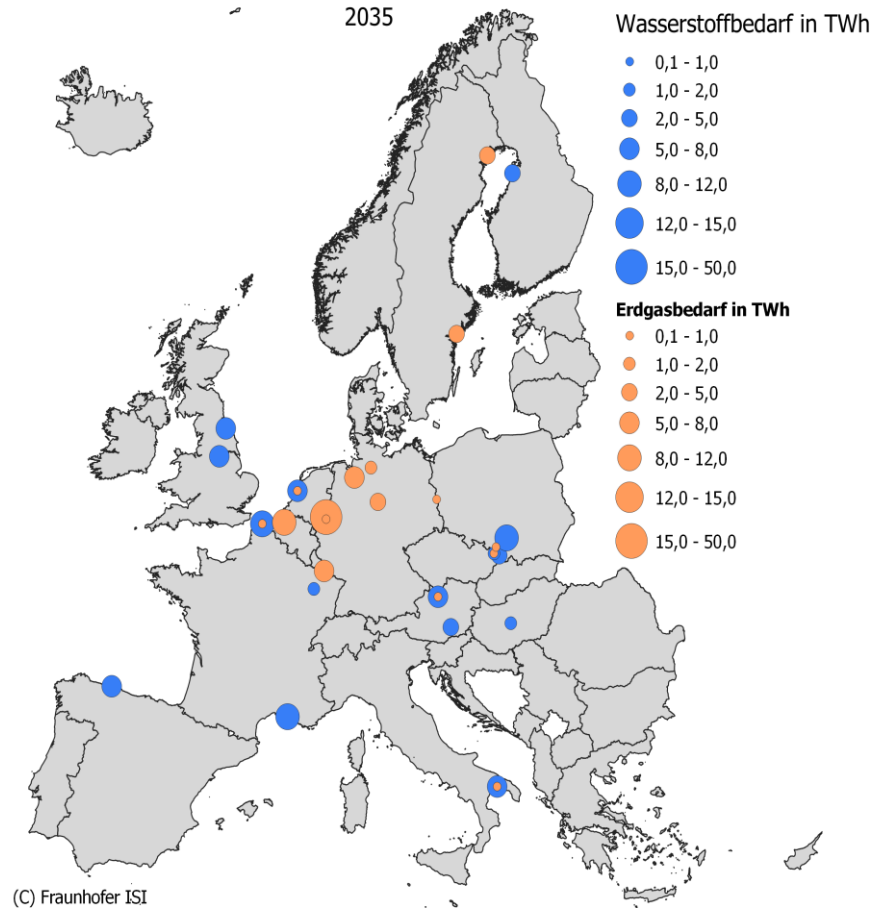 2035
Wasserstoffbedarf in TWh
0,1 - 1,0
1,0 - 2,0
2,0 - 5,0
5,0 - 8,0
8,0 - 12,0
12,0 - 15,0
15,0 - 50,0
Erdgasbedarf in TWh
0,1 - 1,0
1,0 - 2,0
2,0 - 5,0
5,0 - 8,0
8,0 - 12,0
12,0 - 15,0
15,0 - 50,0
(C) Fraunhofer ISI